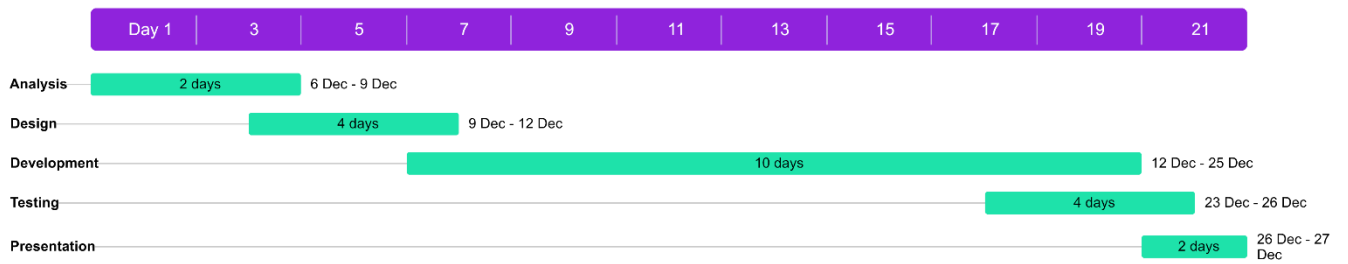 Day 1 3 5 7 9 11 13 15 17 19 21
Analysis 2 days 6 Dec - 9 Dec
Design 4 days 9 Dec - 12 Dec
Development 10 days 12 Dec - 25 Dec
Testing 4 days 23 Dec - 26 Dec
Presentation 2 days 26 Dec - 27
Dec